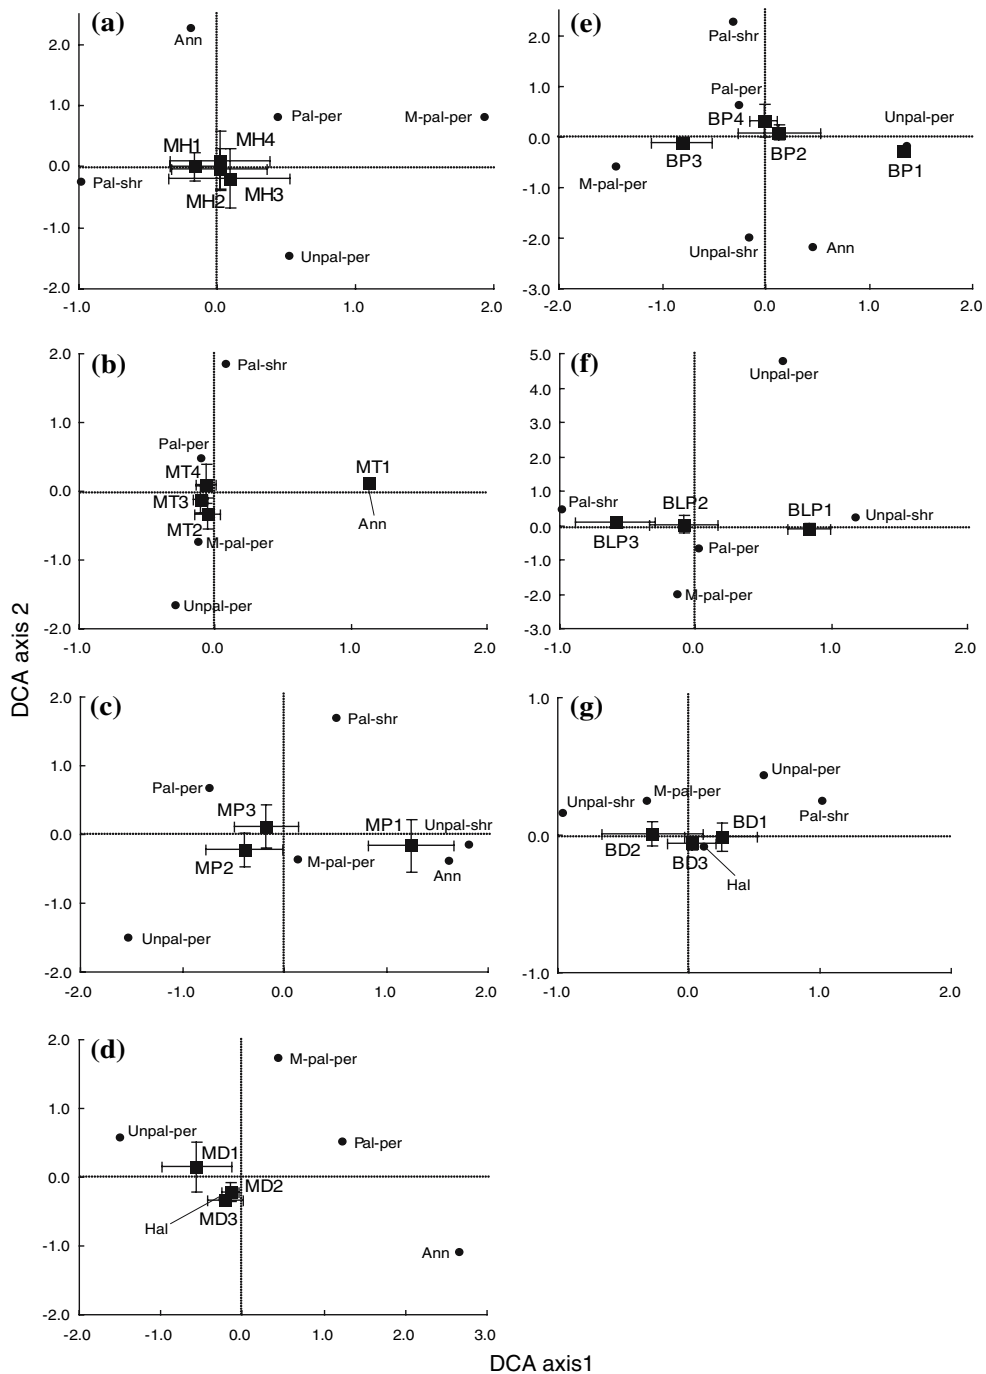 (a)
2.0
1.0
0.0
-1.0
-2.0
Ann
Pal-per
M-pal-per
MH1
MH4
Pal-shr
MH2
MH3
Unpal-per
-1.0 0.0 1.0 2.0
(b)
2.0
1.0
0.0
-1.0
-2.0
Pal-shr
Pal-per
MT4
MT1
MT3
Ann
MT2
M-pal-per
Unpal-per
-1.0 0.0 1.0 2.0
(c)
2.0
1.0
0.0
-1.0
-2.0
Pal-shr
Pal-per
MP3
MP1
Unpal-shr
MP2
M-pal-per
Ann
Unpal-per
-2.0 -1.0 0.0 1.0 2.0
(d)
2.0
1.0
0.0
-1.0
-2.0
M-pal-per
Unpal-per
Pal-per
MD1
MD2
MD3
Hal
Ann
-2.0 -1.0 0.0 1.0 2.0 3.0
(e)
2.0
1.0
0.0
-1.0
-2.0
-3.0
Pal-shr
Pal-per
BP4
Unpal-per
BP3
BP2
BP1
M-pal-per
Unpal-shr
Ann
-2.0 -1.0 0.0 1.0 2.0
(f)
5.0
4.0
3.0
2.0
1.0
0.0
-1.0
-2.0
-3.0
Unpal-per
Pal-shr
BLP2
BLP1
Unpal-shr
BLP3
Pal-per
M-pal-per
-1.0 0.0 1.0 2.0
(g)
1.0
0.0
-1.0
Unpal-per
M-pal-per
Unpal-shr
Pal-shr
BD1
BD2
BD3
Hal
-1.0 0.0 1.0 2.0
DCA axis 2
DCA axis1